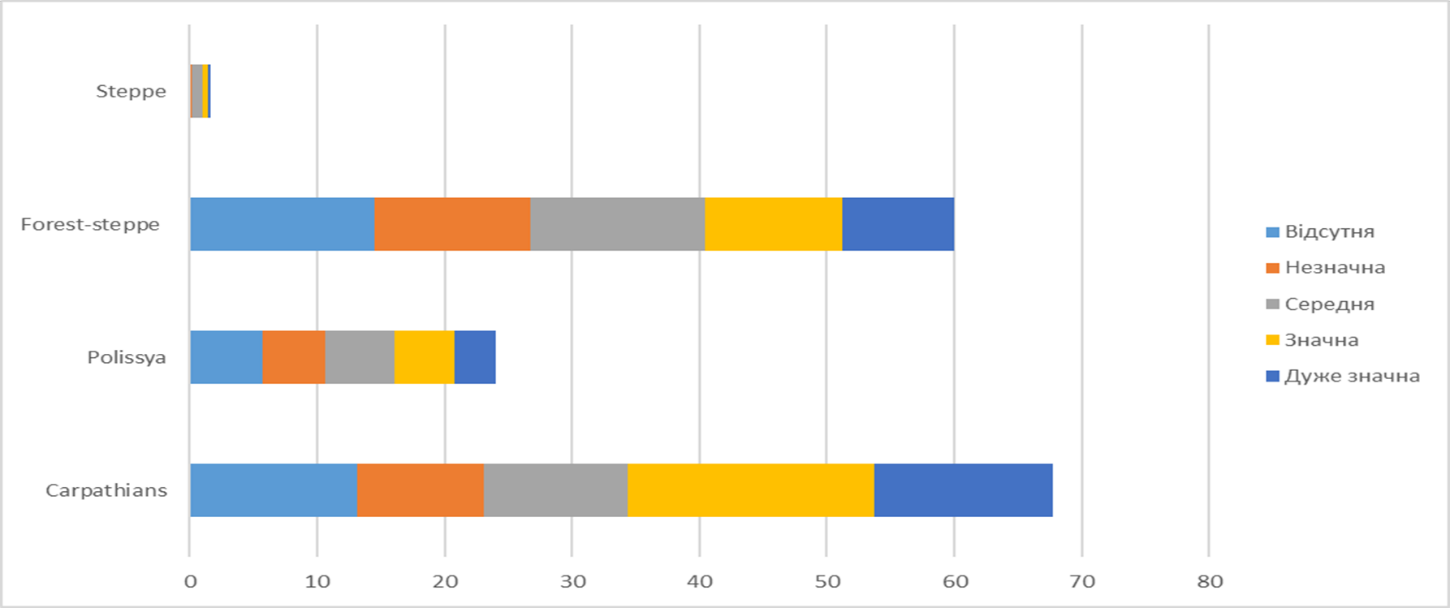 Steppe
Forest-steppe
Polissya
Carpathians
0 10 20 30 40 50 60 70 80
Відсутня
Незначна
Середня
Значна
Дуже значна